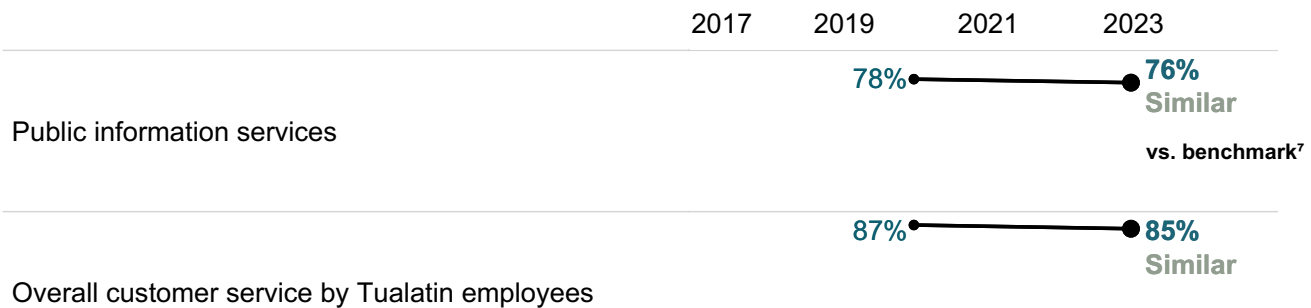 2017 2019 2021 2023
78% 76%
Similar
Public information services
vs. benchmark⁷
87% 85%
Similar
Overall customer service by Tualatin employees